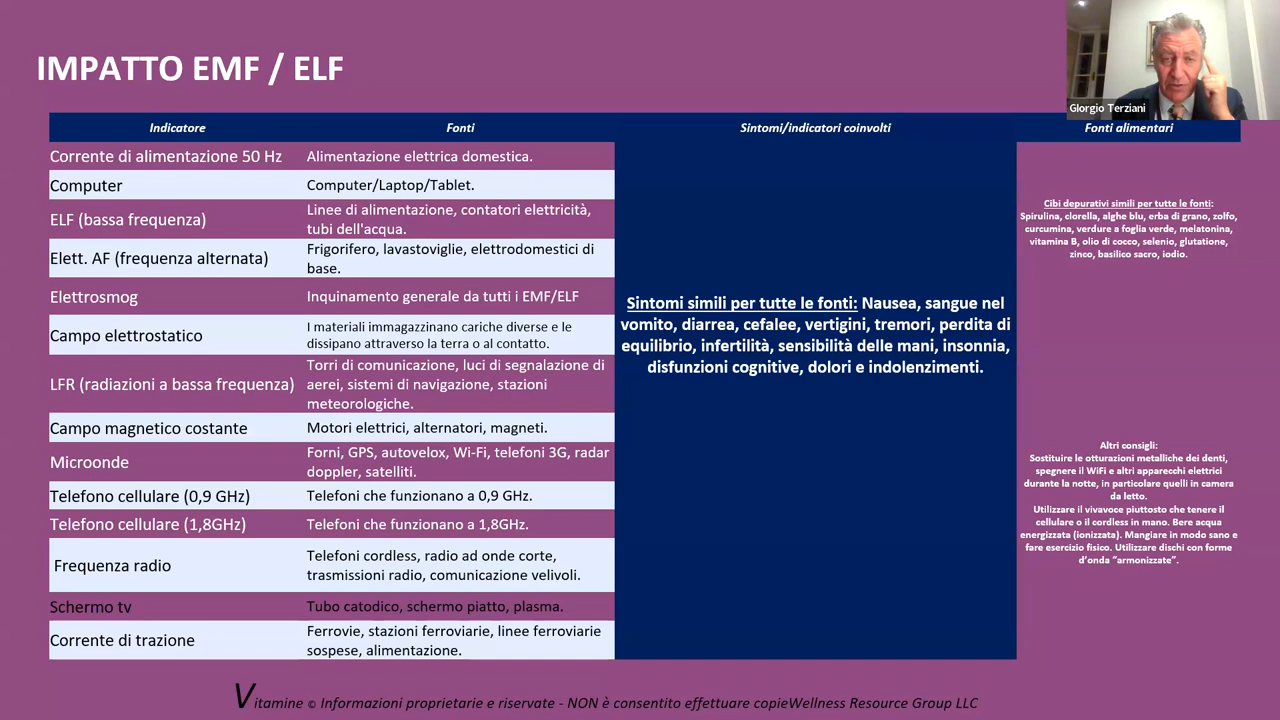 IMPATTO EMF / ELF
GIorgio Terziani
Indicatore
Fonti
Sintomi/indicatori coinvolti
Fonti alimentari
Corrente di alimentazione 50 Hz
Alimentazione elettrica domestica.
Computer
Computer/Laptop/Tablet.
ELF (bassa frequenza)
Linee di alimentazione, contatori elettricità,
tubi dell'acqua.
Elett. AF (frequenza alternata)
Frigorifero, lavastoviglie, elettrodomestici di
base.
Elettrosmog
Inquinamento generale da tutti i EMF/ELF
Campo elettrostatico
I materiali immagazzinano cariche diverse e le
dissipano attraverso la terra o al contatto.
LFR (radiazioni a bassa frequenza)
Torri di comunicazione, luci di segnalazione di
aerei, sistemi di navigazione, stazioni
meteorologiche.
Campo magnetico costante
Motori elettrici, alternatori, magneti.
Microonde
Forni, GPS, autovelox, Wi-Fi, telefoni 3G, radar
doppler, satelliti.
Telefono cellulare (0,9 GHz)
Telefoni che funzionano a 0,9 GHz.
Telefono cellulare (1,8GHz)
Telefoni che funzionano a 1,8GHz.
Frequenza radio
Telefoni cordless, radio ad onde corte,
trasmissioni radio, comunicazione velivoli.
Schermo tv
Tubo catodico, schermo piatto, plasma.
Corrente di trazione
Ferrovie, stazioni ferroviarie, linee ferroviarie
sospese, alimentazione.
Sintomi simili per tutte le fonti: Nausea, sangue nel
vomito, diarrea, cefalee, vertigini, tremori, perdita di
equilibrio, infertilità, sensibilità delle mani, insonnia,
disfunzioni cognitive, dolori e indolenzimenti.
Cibi depurativi simili per tutte le fonti:
Spirulina, clorella, alghe blu, erba di grano, zolfo,
curcumina, verdure a foglia verde, melatonina,
vitamina B, olio di cocco, selenio, glutatione,
zinco, basilico sacro, iodio.
Altri consigli:
Sostituire le otturazioni metalliche dei denti,
spegnere il WiFi e altri apparecchi elettrici
durante la notte, in particolare quelli in camera
da letto.
Utilizzare il vivavoce piuttosto che tenere il
cellulare o il cordless in mano. Bere acqua
energizzata (ionizzata). Mangiare in modo sano e
fare esercizio fisico. Utilizzare dischi con forme
d'onda "armonizzate".
Vitamine © Informazioni proprietarie e riservate - NON è consentito effettuare copieWellness Resource Group LLC